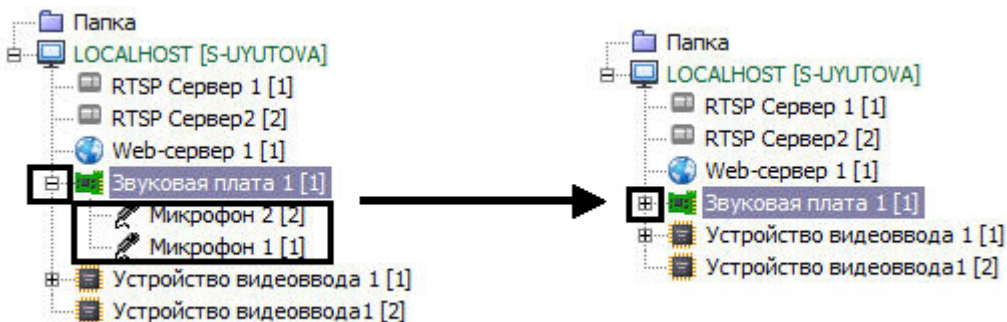 Папка
LOCALHOST [S-UYUTOVA]
RTSP Сервер 1 [1]
RTSP Сервер2 [2]
Web-сервер 1 [1]
Звуковая плата 1 [1]
Микрофон 2 [2]
Микрофон 1 [1]
Устройство видеоввода 1 [1]
Устройство видеоввода1 [2]
Папка
LOCALHOST [S-UYUTOVA]
RTSP Сервер 1 [1]
RTSP Сервер2 [2]
Web-сервер 1 [1]
Звуковая плата 1 [1]
Устройство видеоввода 1 [1]
Устройство видеоввода1 [2]